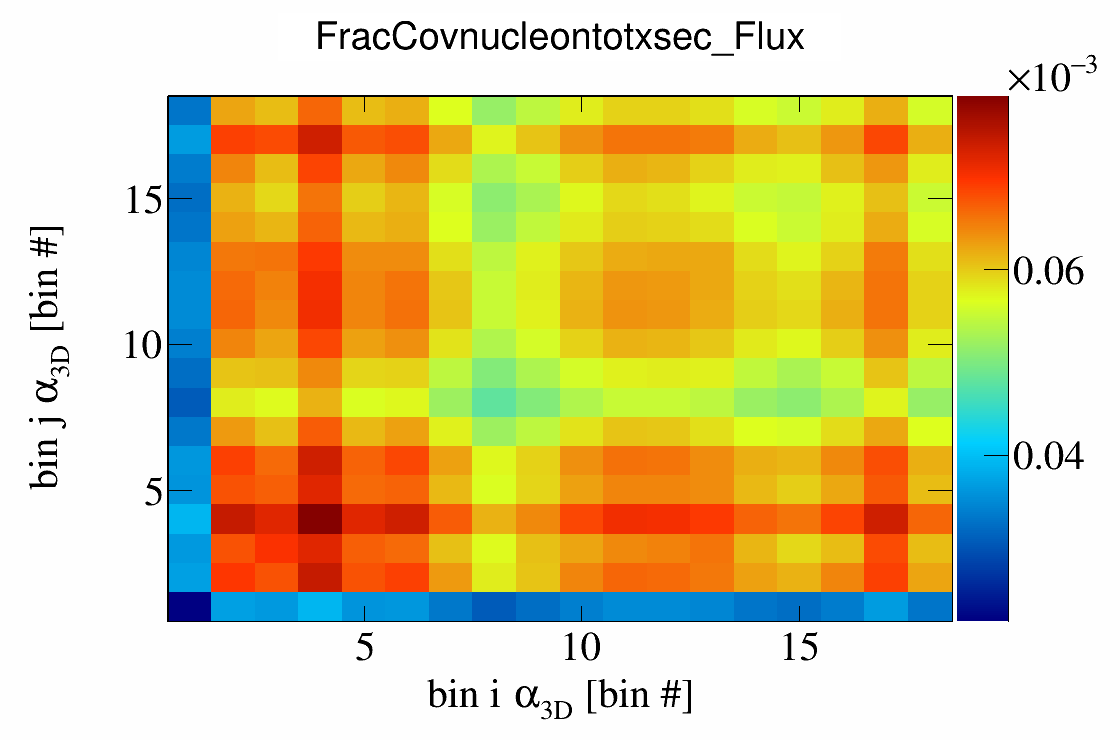 FracCovnucleontotxsec_Flux
×10⁻³
15
10
5
0.06
0.04
5 10 15
bin j α3D [bin #]
bin i α3D [bin #]